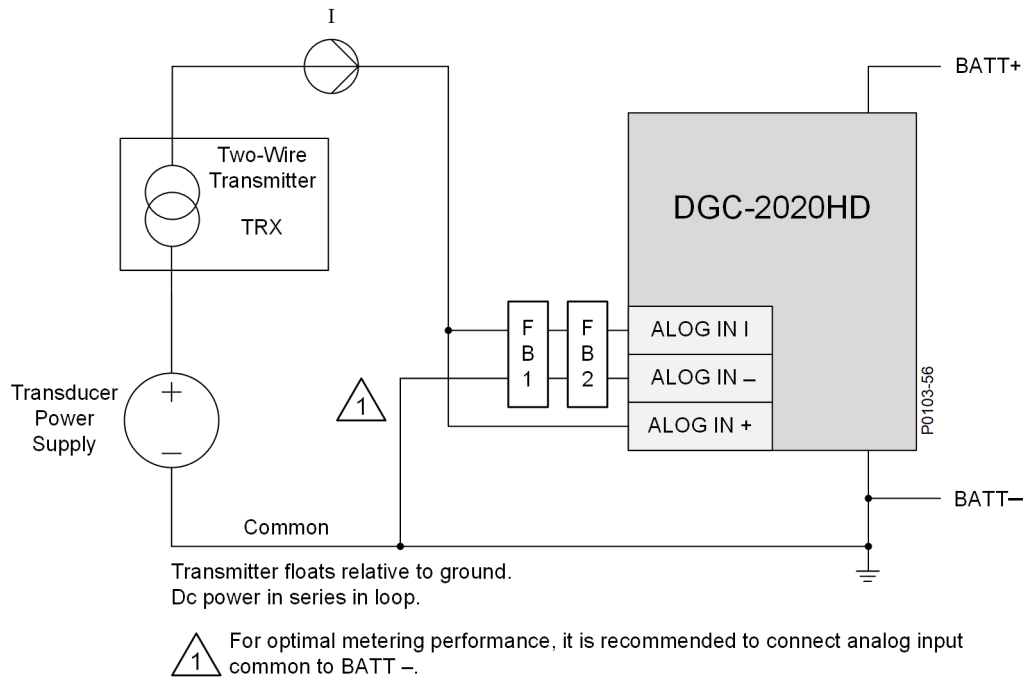 I
BATT+
Two-Wire
Transmitter
TRX
DGC-2020HD
F
B
1
F
B
2
ALOG IN I
ALOG IN –
ALOG IN +
P0103-56
Transducer
Power
Supply
+
–
1
BATT–
Common
Transmitter floats relative to ground.
Dc power in series in loop.
1
For optimal metering performance, it is recommended to connect analog input
common to BATT –.